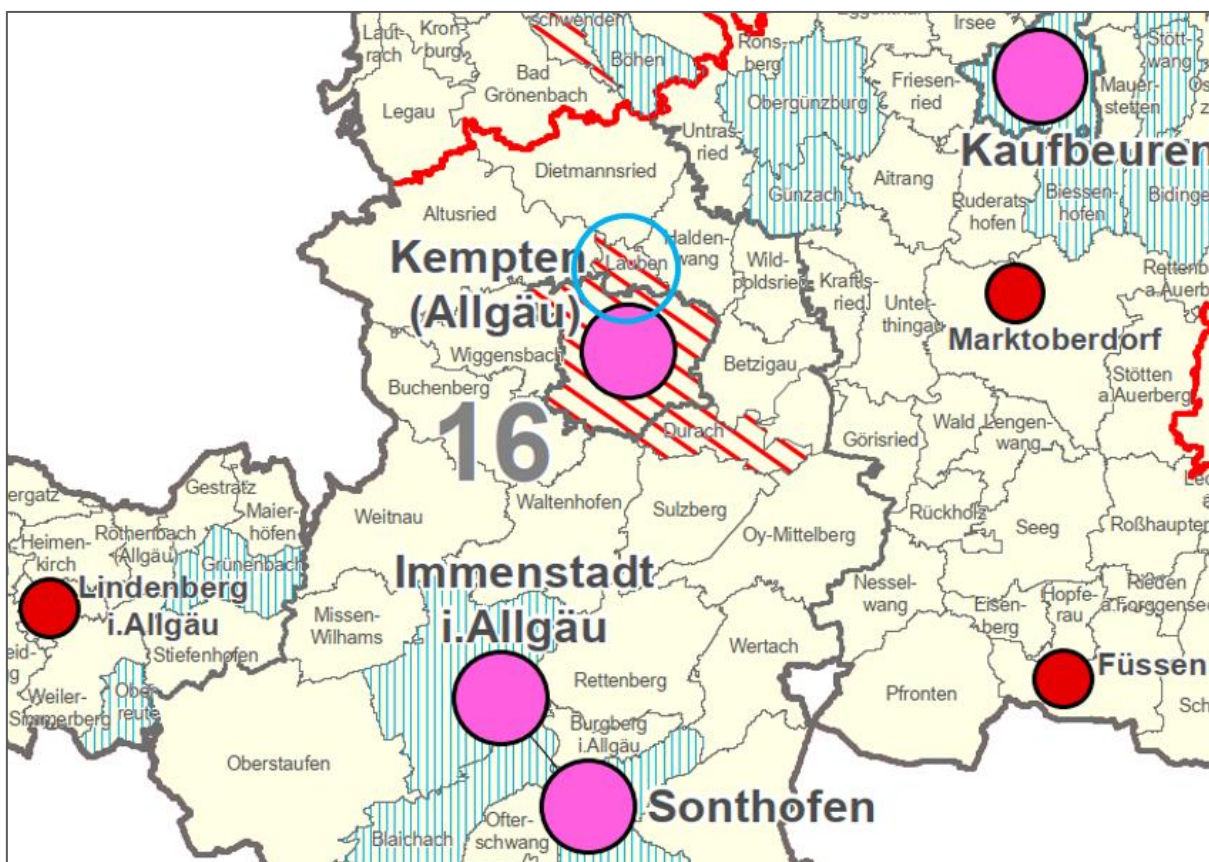 schwenden
Irsee
Kron-
burg
Laut-
rach
Böhen
Rons-
berg
Stött-
wang
Bad
Grönenbach
Legau
Obergünzburg
Friesen-
ried
Mauer-
stetten
Untras-
ried
Kaufbeuren
Dietmannsried
Günzach
Aitrang
Ruderats-
hofen
Biessen-
hofen
Bidinge
Altusried
Halden-
wang
Kempten
(Allgäu)
Lauben
Wild-
poldsried
Krafts-
ried
Unter-
thingau
Rettenb
a.Auerb
Marktoberdorf
Wiggensbach
Betzigau
Buchenberg
Stötten
a.Auerberg
16
Durach
Görisried
Wald
Lengen-
wang
Gestratz
Maier-
höfen
Waltenhofen
Sulzberg
Weitnau
ergatz
Heimen-
kirch
Röthenbach
(Allgäu)
Grünenbach
Rückholz
Seeg
Roßhaupten
Oy-Mittelberg
Immenstadt
i.Allgäu
Lindenberg
i.Allgäu
Missen-
Wilhams
Nessel-
wang
Eisen-
berg
Hopfe-
rau
Rieden
a.Forggensee
Wertach
Stiefenhofen
Weiler-
Simmerberg
Ober-
reute
Rettenberg
Füssen
Pfronten
Sch
Burgberg
i.Allgäu
Oberstaufen
Sonthofen
Blaichach
Ofter-
schwang